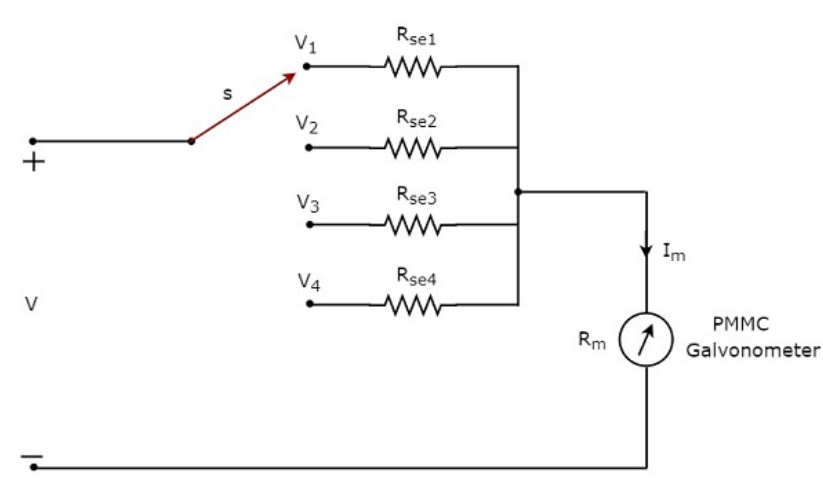 V1
Rse1
s
V2
Rse2
+
V3
Rse3
Im
V4
Rse4
V
Rm
PMMC
Galvonometer
−